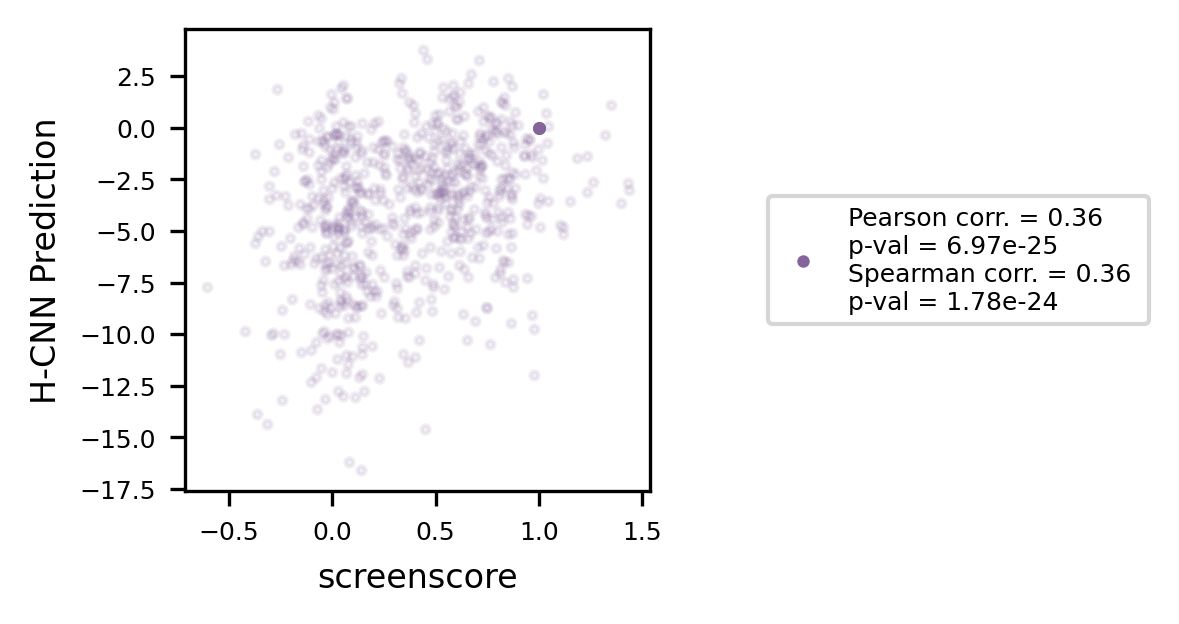 H-CNN Prediction
2.5
0.0
−2.5
−5.0
−7.5
−10.0
−12.5
−15.0
−17.5
−0.5
0.0
0.5
1.0
1.5
screenscore
Pearson corr. = 0.36
p-val = 6.97e-25
Spearman corr. = 0.36
p-val = 1.78e-24